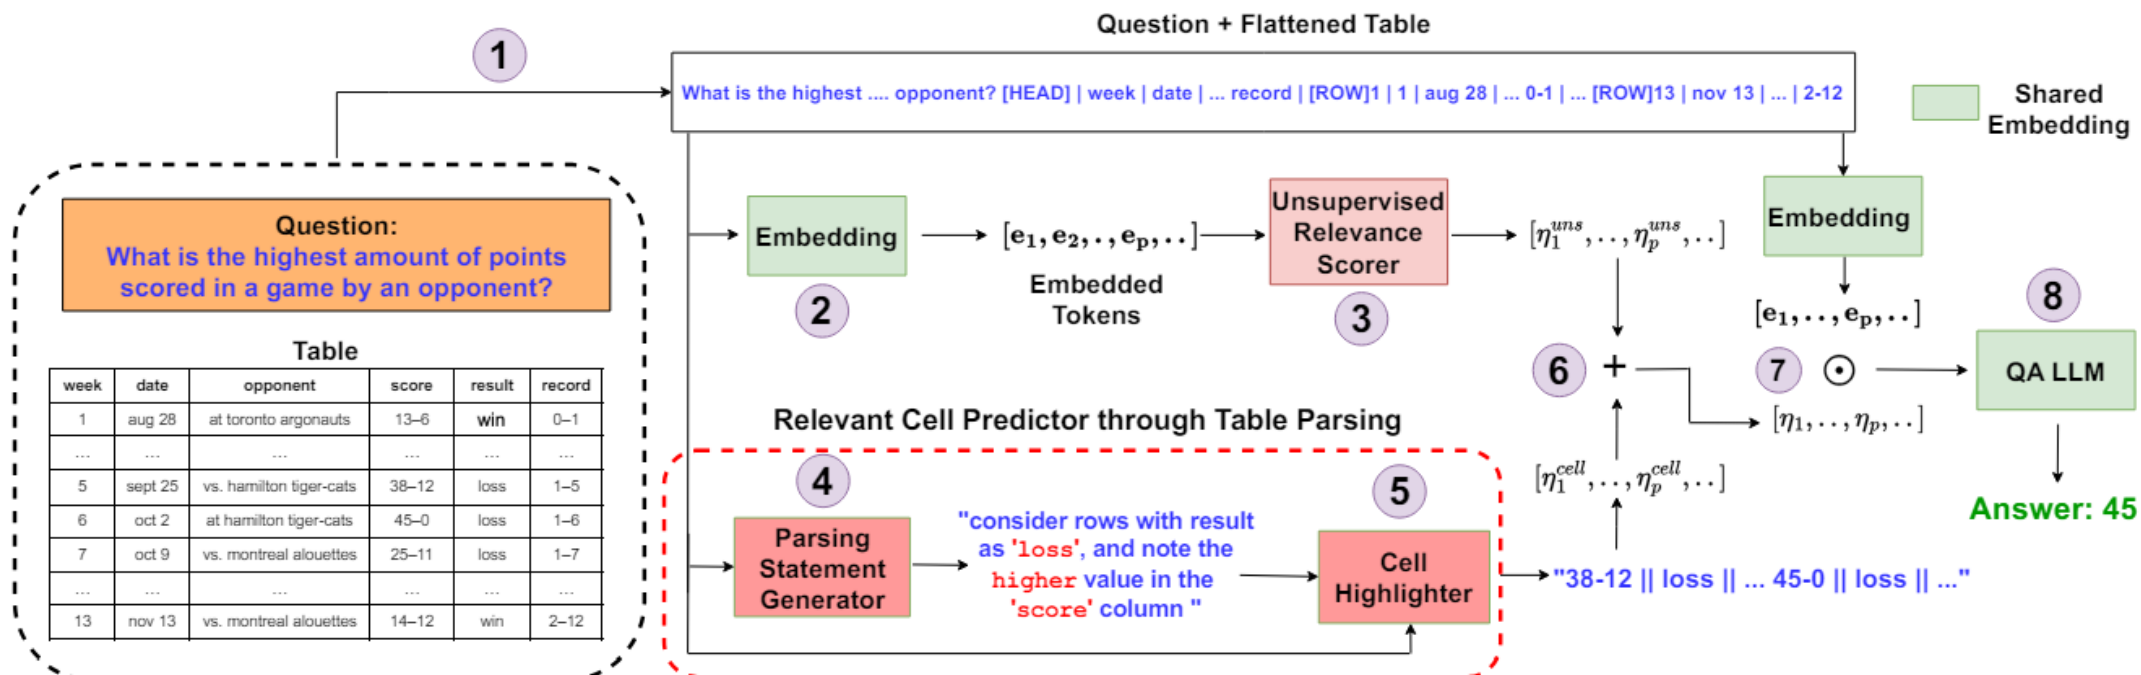 Question + Flattened Table
1
What is the highest .... opponent? [HEAD] | week | date | ... record | [ROW]1 | 1 | aug 28 | ... 0-1 | ... [ROW]13 | nov 13 | ... | 2-12
Shared
Embedding
Question:
What is the highest amount of points
scored in a game by an opponent?
Table
week date opponent score result record
1 aug 28 at toronto argonauts 13–6 win 0–1
... ... ... ... ... ...
5 sept 25 vs. hamilton tiger-cats 38–12 loss 1–5
6 oct 2 at hamilton tiger-cats 45–0 loss 1–6
7 oct 9 vs. montreal alouettes 25–11 loss 1–7
... ... ... ... ... ...
13 nov 13 vs. montreal alouettes 14–12 win 2–12
Embedding
2
[e₁, e₂, ., eₚ, ..]
Embedded
Tokens
Unsupervised
Relevance
Scorer
3
[η₁^{uns}, .., ηₚ^{uns}, ..]
Embedding
[e₁, .., eₚ, ..]
6 +
7 ⊙
[η₁, .., ηₚ, ..]
8
QA LLM
Answer: 45
Relevant Cell Predictor through Table Parsing
4
Parsing
Statement
Generator
"consider rows with result
as 'loss', and note the
higher value in the
'score' column "
5
Cell
Highlighter
[η₁^{cell}, .., ηₚ^{cell}, ..]
"38-12 || loss || ... 45-0 || loss || ..."